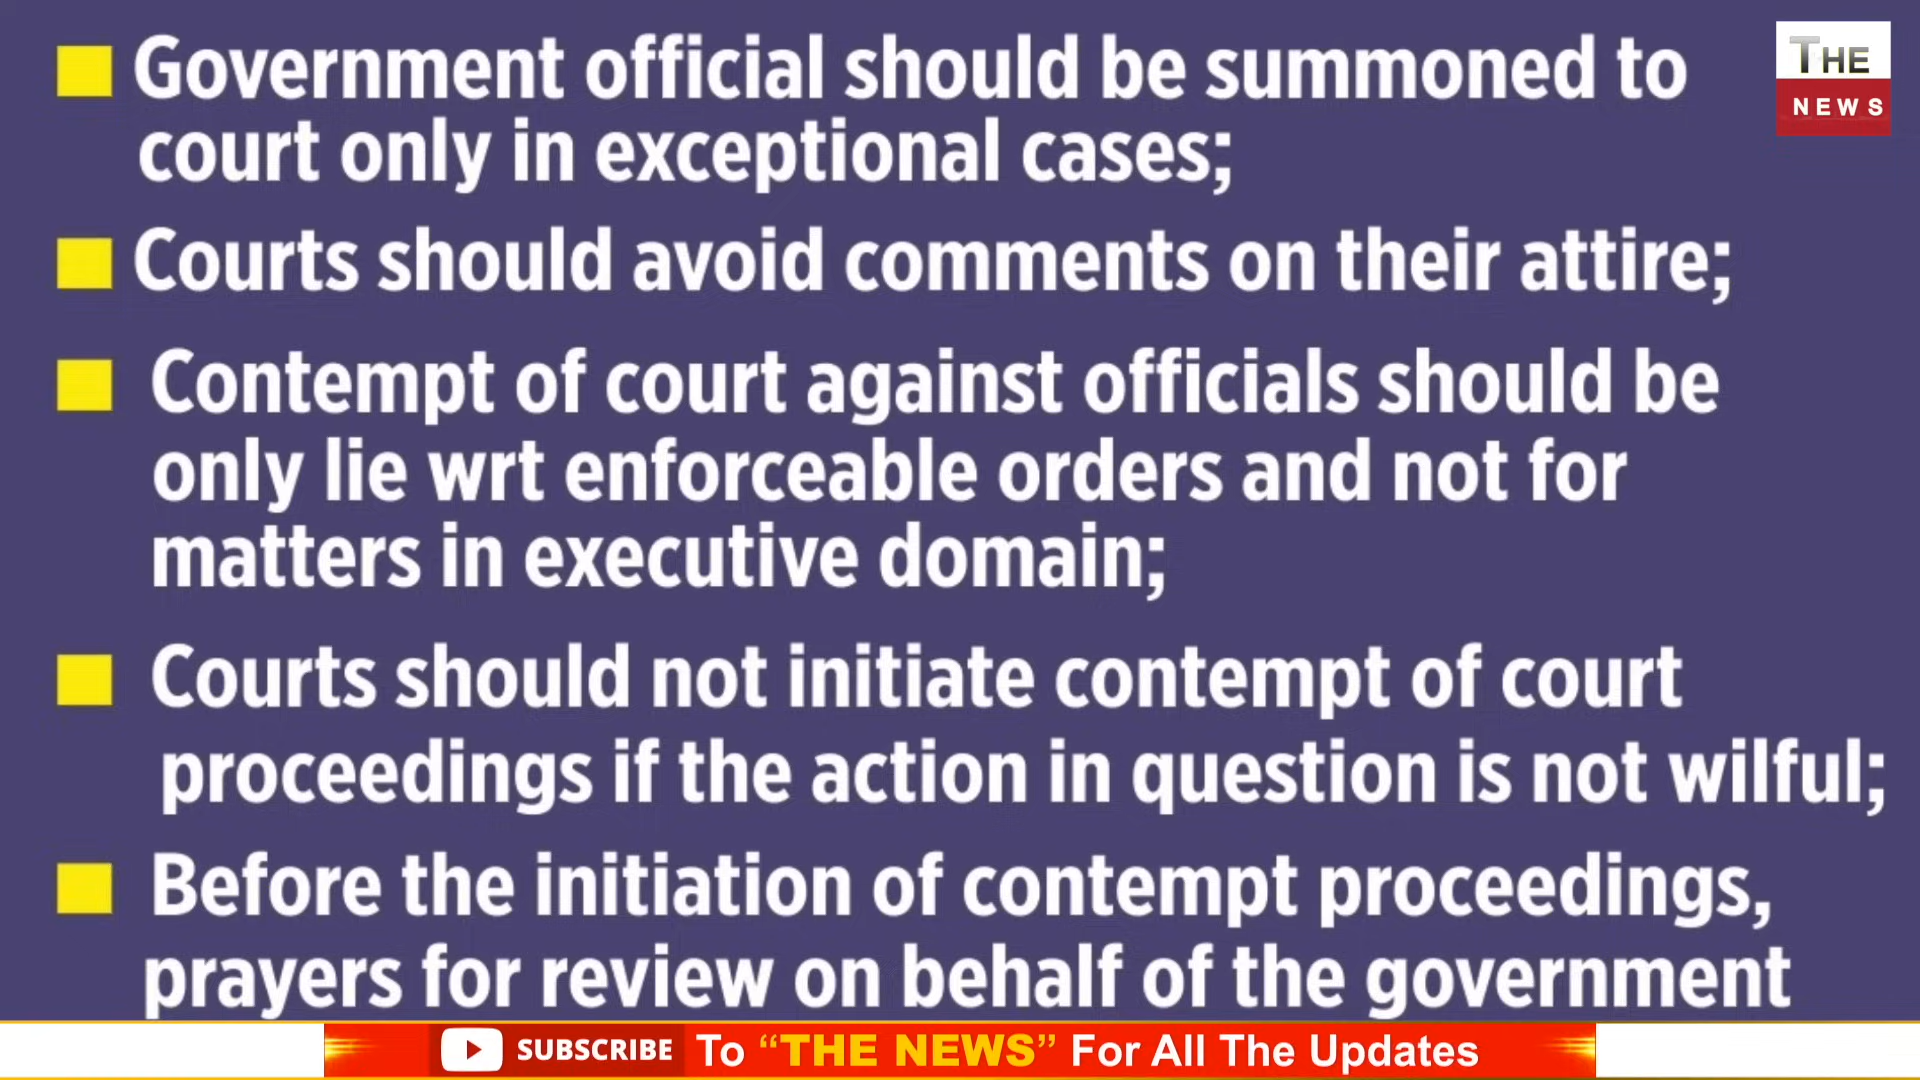 Government official should be summoned to
court only in exceptional cases;
Courts should avoid comments on their attire;
Contempt of court against officials should be
only lie wrt enforceable orders and not for
matters in executive domain;
Courts should not initiate contempt of court
proceedings if the action in question is not wilful;
Before the initiation of contempt proceedings,
prayers for review on behalf of the government
THE
NEWS
SUBSCRIBE To “THE NEWS” For All The Updates